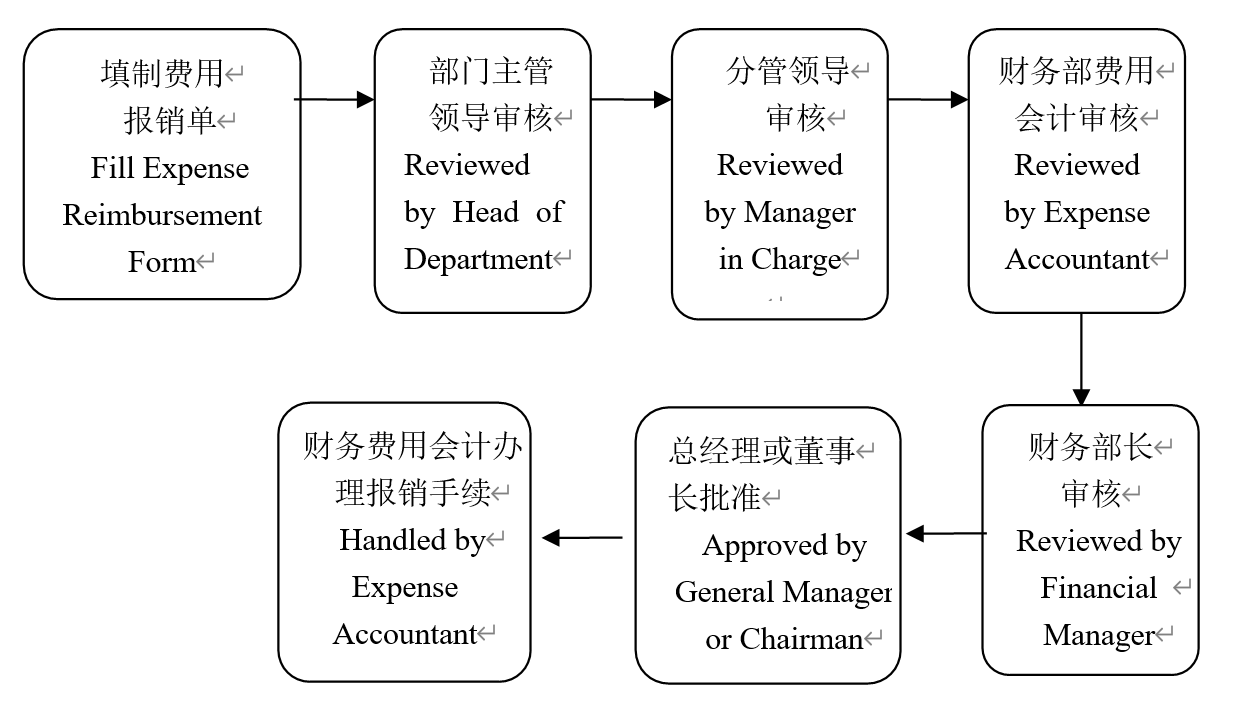 填制费用
报销单
Fill Expense
Reimbursement
Form
部门主管
领导审核
Reviewed
by Head of
Department
分管领导
审核
Reviewed
by Manager
in Charge
财务部费用
会计审核
Reviewed
by Expense
Accountant
财务部长
审核
Reviewed by
Financial
Manager
总经理或董事
长批准
Approved by
General Manager
or Chairman
财务费用会计办
理报销手续
Handled by
Expense
Accountant